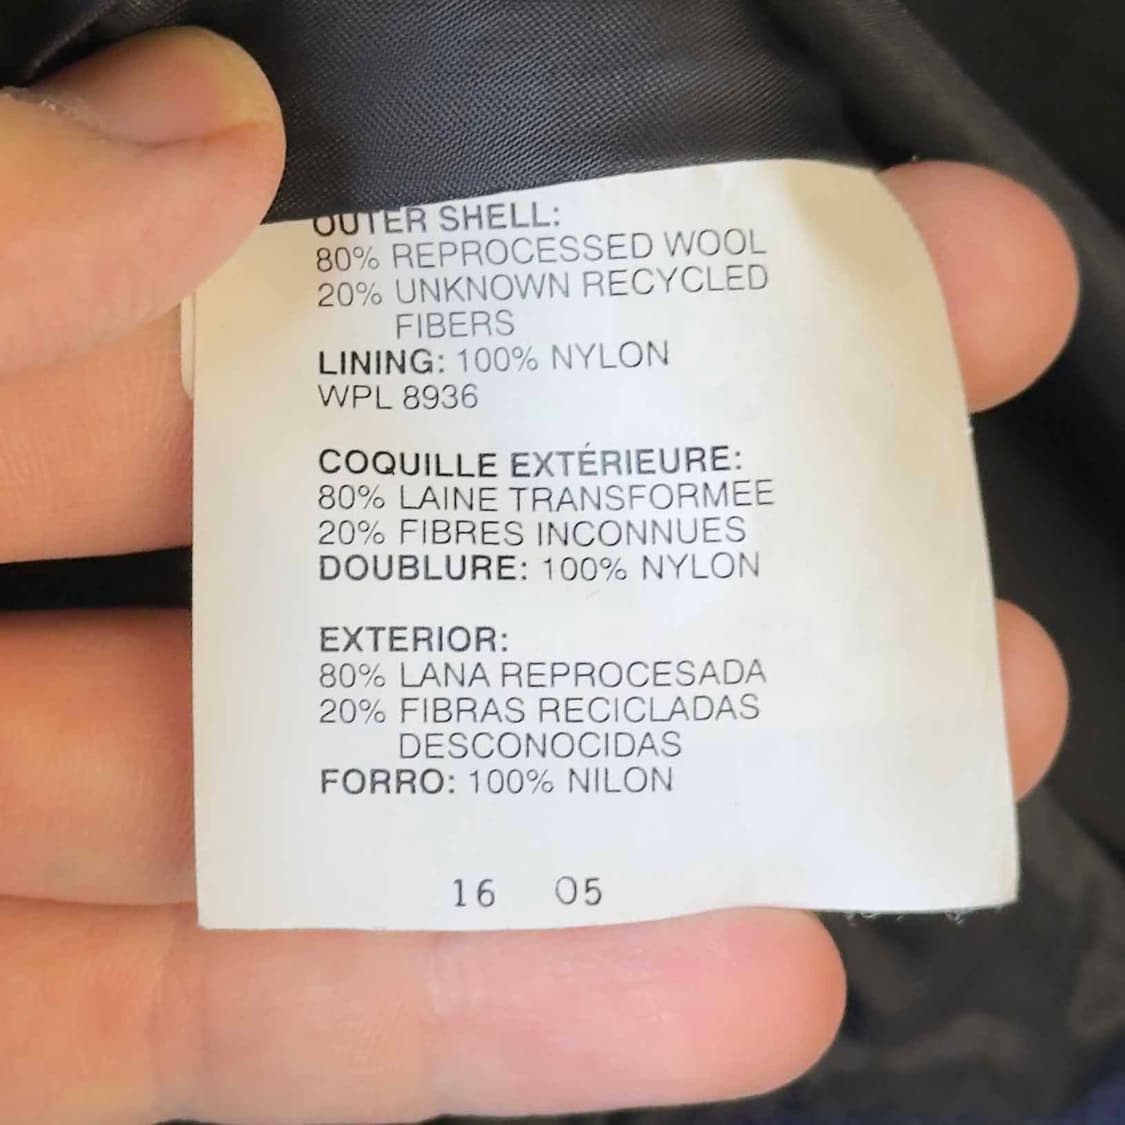 OUTER SHELL:
80% REPROCESSED WOOL
20% UNKNOWN RECYCLED
FIBERS
LINING: 100% NYLON
WPL 8936
COQUILLE EXTÉRIEURE:
80% LAINE TRANSFORMEE
20% FIBRES INCONNUES
DOUBLURE: 100% NYLON
EXTERIOR:
80% LANA REPROCESADA
20% FIBRAS RECICLADAS
DESCONOCIDAS
FORRO: 100% NILON
16 05